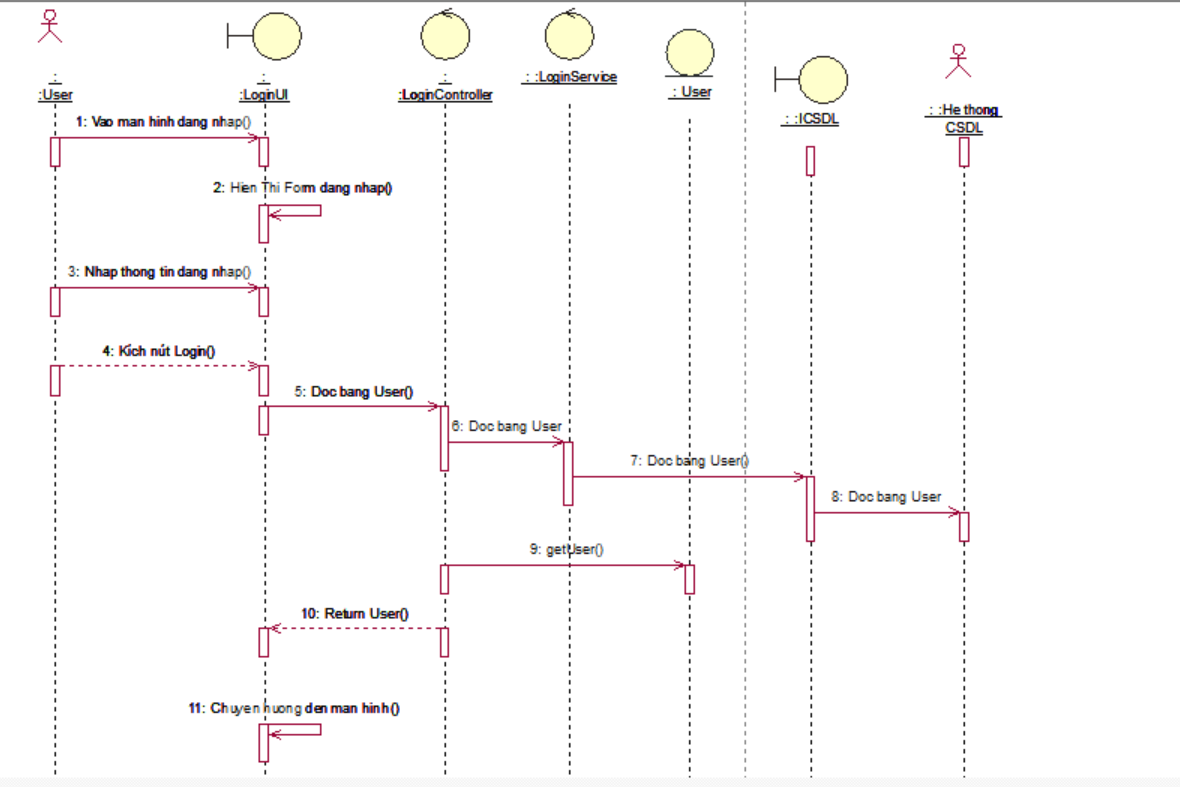 :
:User
:
:LoginUI
:
:LoginController
: :LoginService
: User
: :ICSDL
: :He thong
CSDL
1: Vao man hinh dang nhap()
2: Hien Thi Form dang nhap()
3: Nhap thong tin dang nhap()
4: Kích nút Login()
5: Doc bang User()
6: Doc bang User
7: Doc bang User()
8: Doc bang User
9: getUser()
10: Return User()
11: Chuyen huong den man hinh()